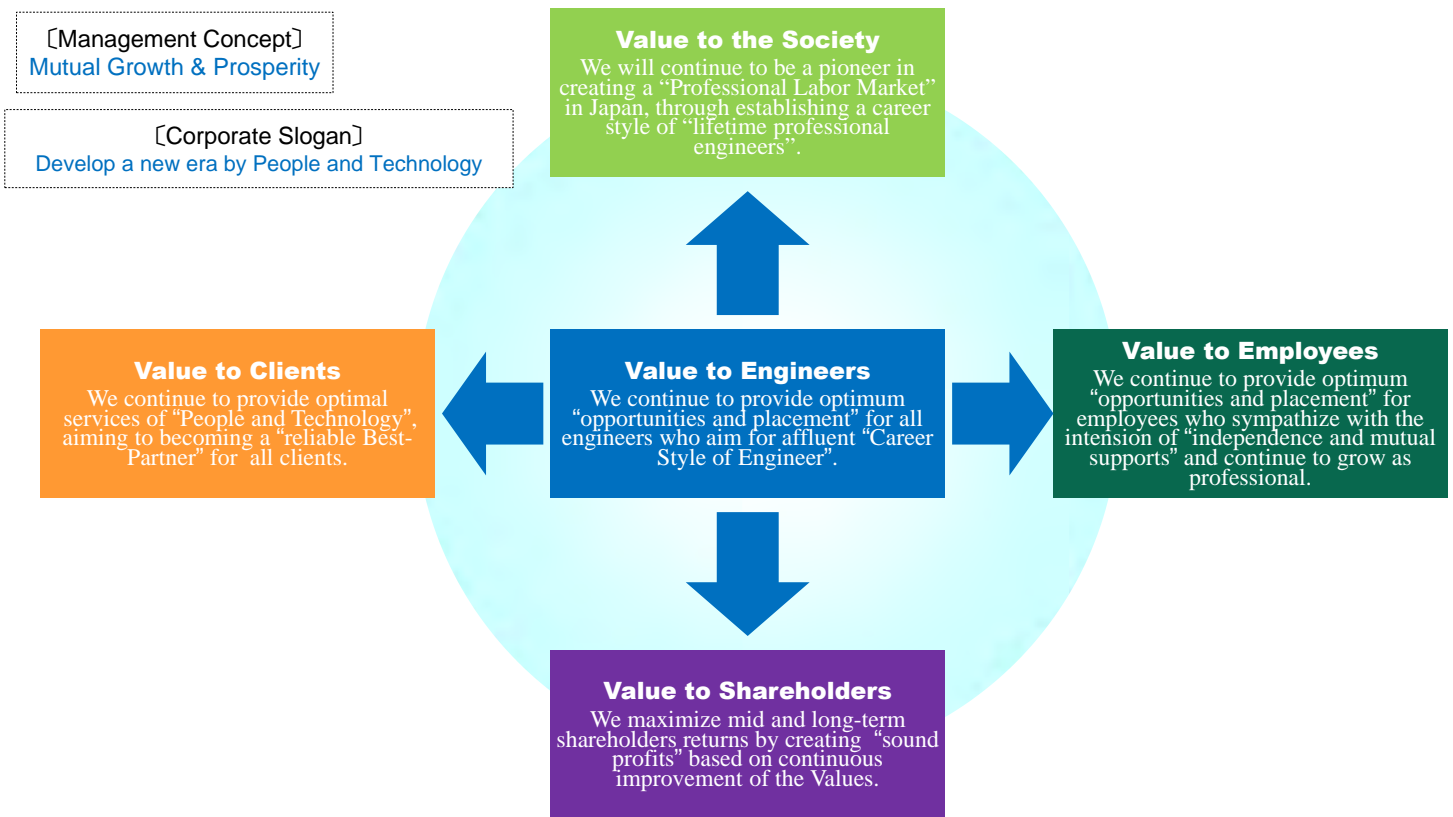 〔Management Concept〕
Mutual Growth & Prosperity
〔Corporate Slogan〕
Develop a new era by People and Technology
Value to the Society
We will continue to be a pioneer in
creating a “Professional Labor Market”
in Japan, through establishing a career
style of “lifetime professional
engineers”.
Value to Clients
We continue to provide optimal
services of “People and Technology”,
aiming to becoming a “reliable Best-
Partner” for all clients.
Value to Engineers
We continue to provide optimum
“opportunities and placement” for all
engineers who aim for affluent “Career
Style of Engineer”.
Value to Employees
We continue to provide optimum
“opportunities and placement” for
employees who sympathize with the
intension of “independence and mutual
supports” and continue to grow as
professional.
Value to Shareholders
We maximize mid and long-term
shareholders returns by creating “sound
profits” based on continuous
improvement of the Values.